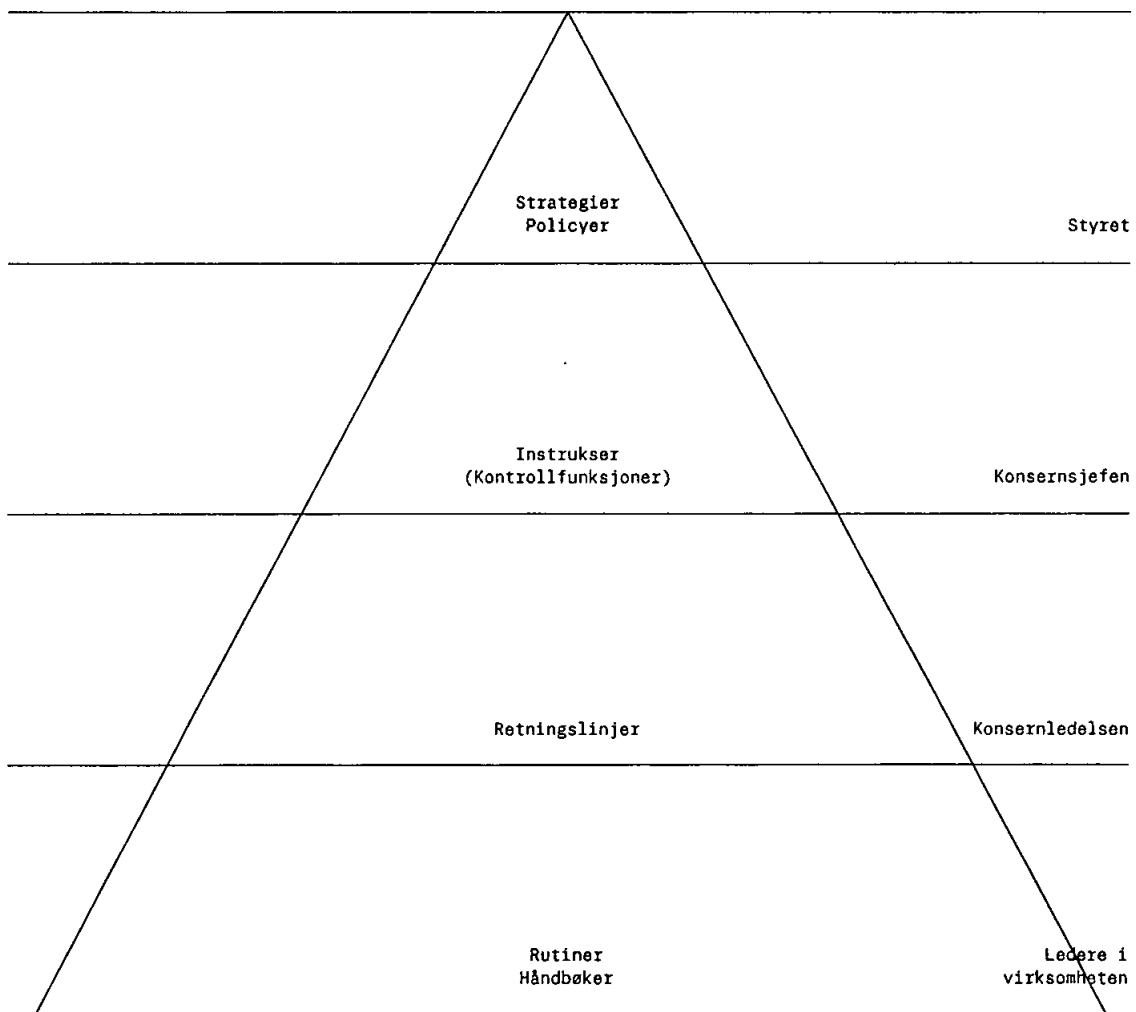 Strategier
Policyer
Styret
Instrukser
(Kontrollfunksjoner)
Konsernsjefen
Retningslinjer
Konsernledelsen
Rutiner
Håndbøker
Ledere i
virksomheten